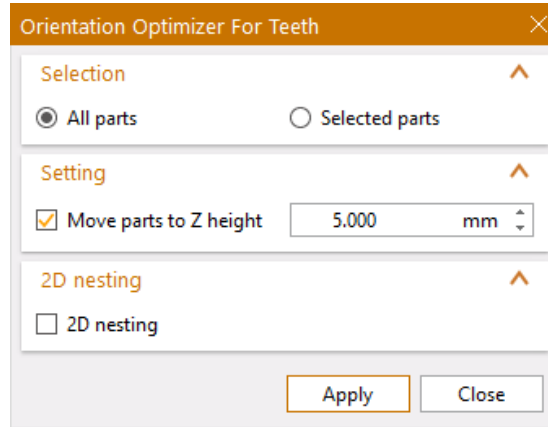 Orientation Optimizer For Teeth
Selection
All parts Selected parts
Setting
Move parts to Z height 5.000 mm
2D nesting
2D nesting
Apply Close